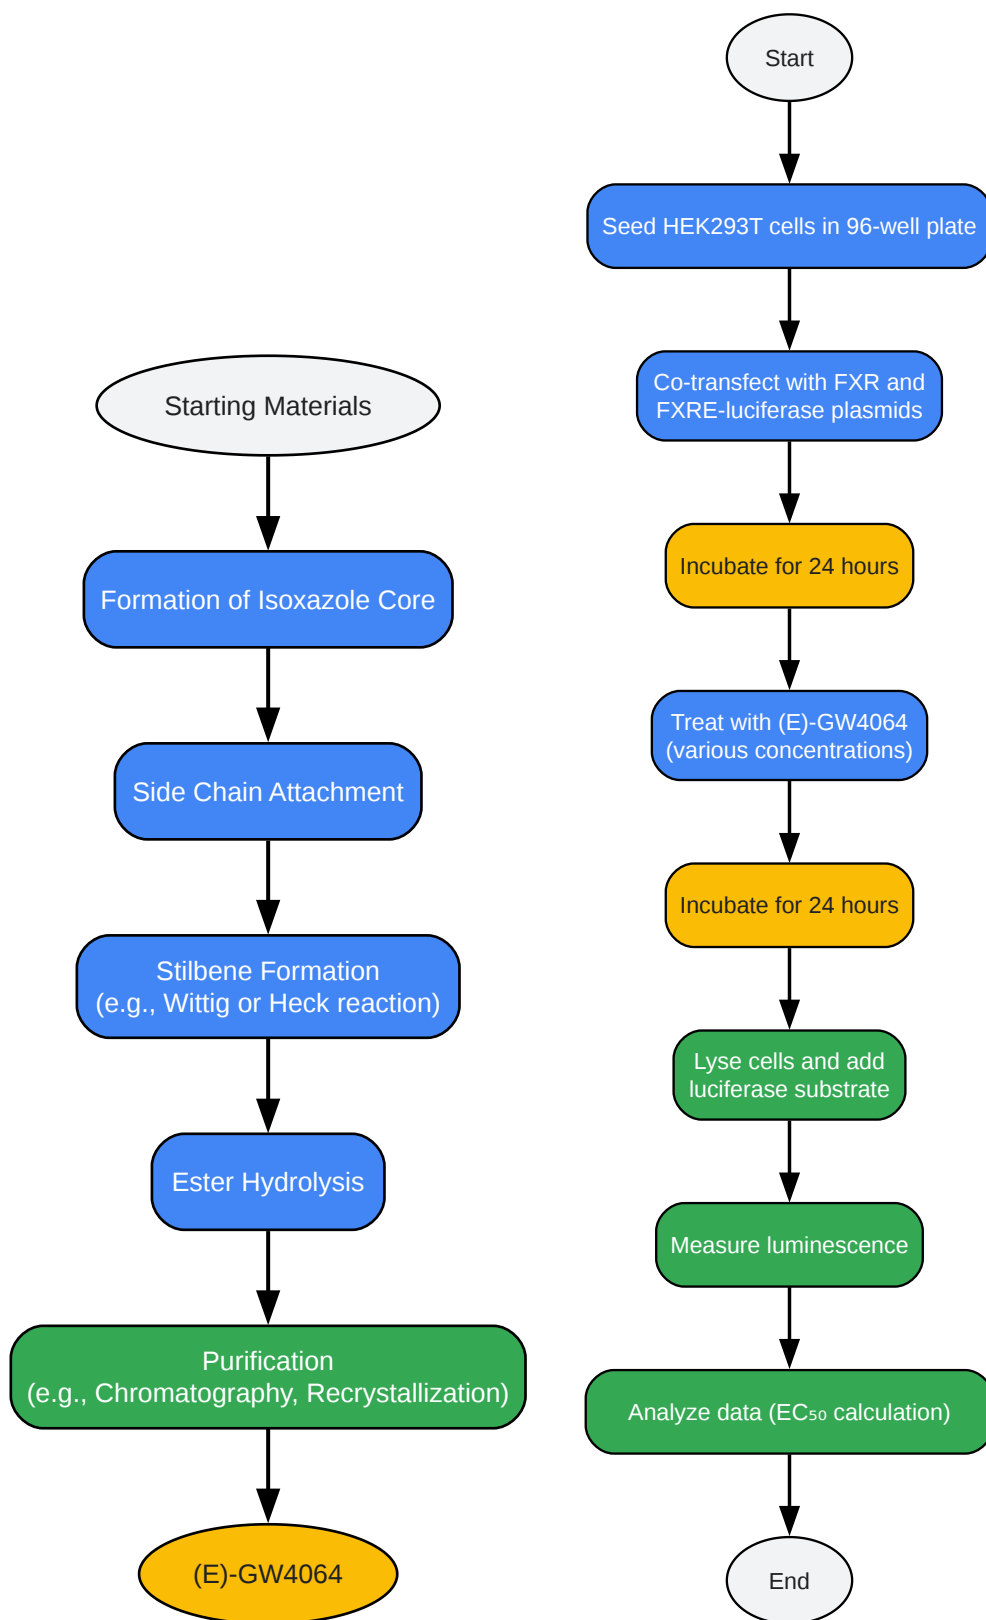 Starting Materials
Formation of Isoxazole Core
Side Chain Attachment
Stilbene Formation
(e.g., Wittig or Heck reaction)
Ester Hydrolysis
Purification
(e.g., Chromatography, Recrystallization)
(E)-GW4064
Start
Seed HEK293T cells in 96-well plate
Co-transfect with FXR and
FXRE-luciferase plasmids
Incubate for 24 hours
Treat with (E)-GW4064
(various concentrations)
Incubate for 24 hours
Lyse cells and add
luciferase substrate
Measure luminescence
Analyze data (EC₅₀ calculation)
End